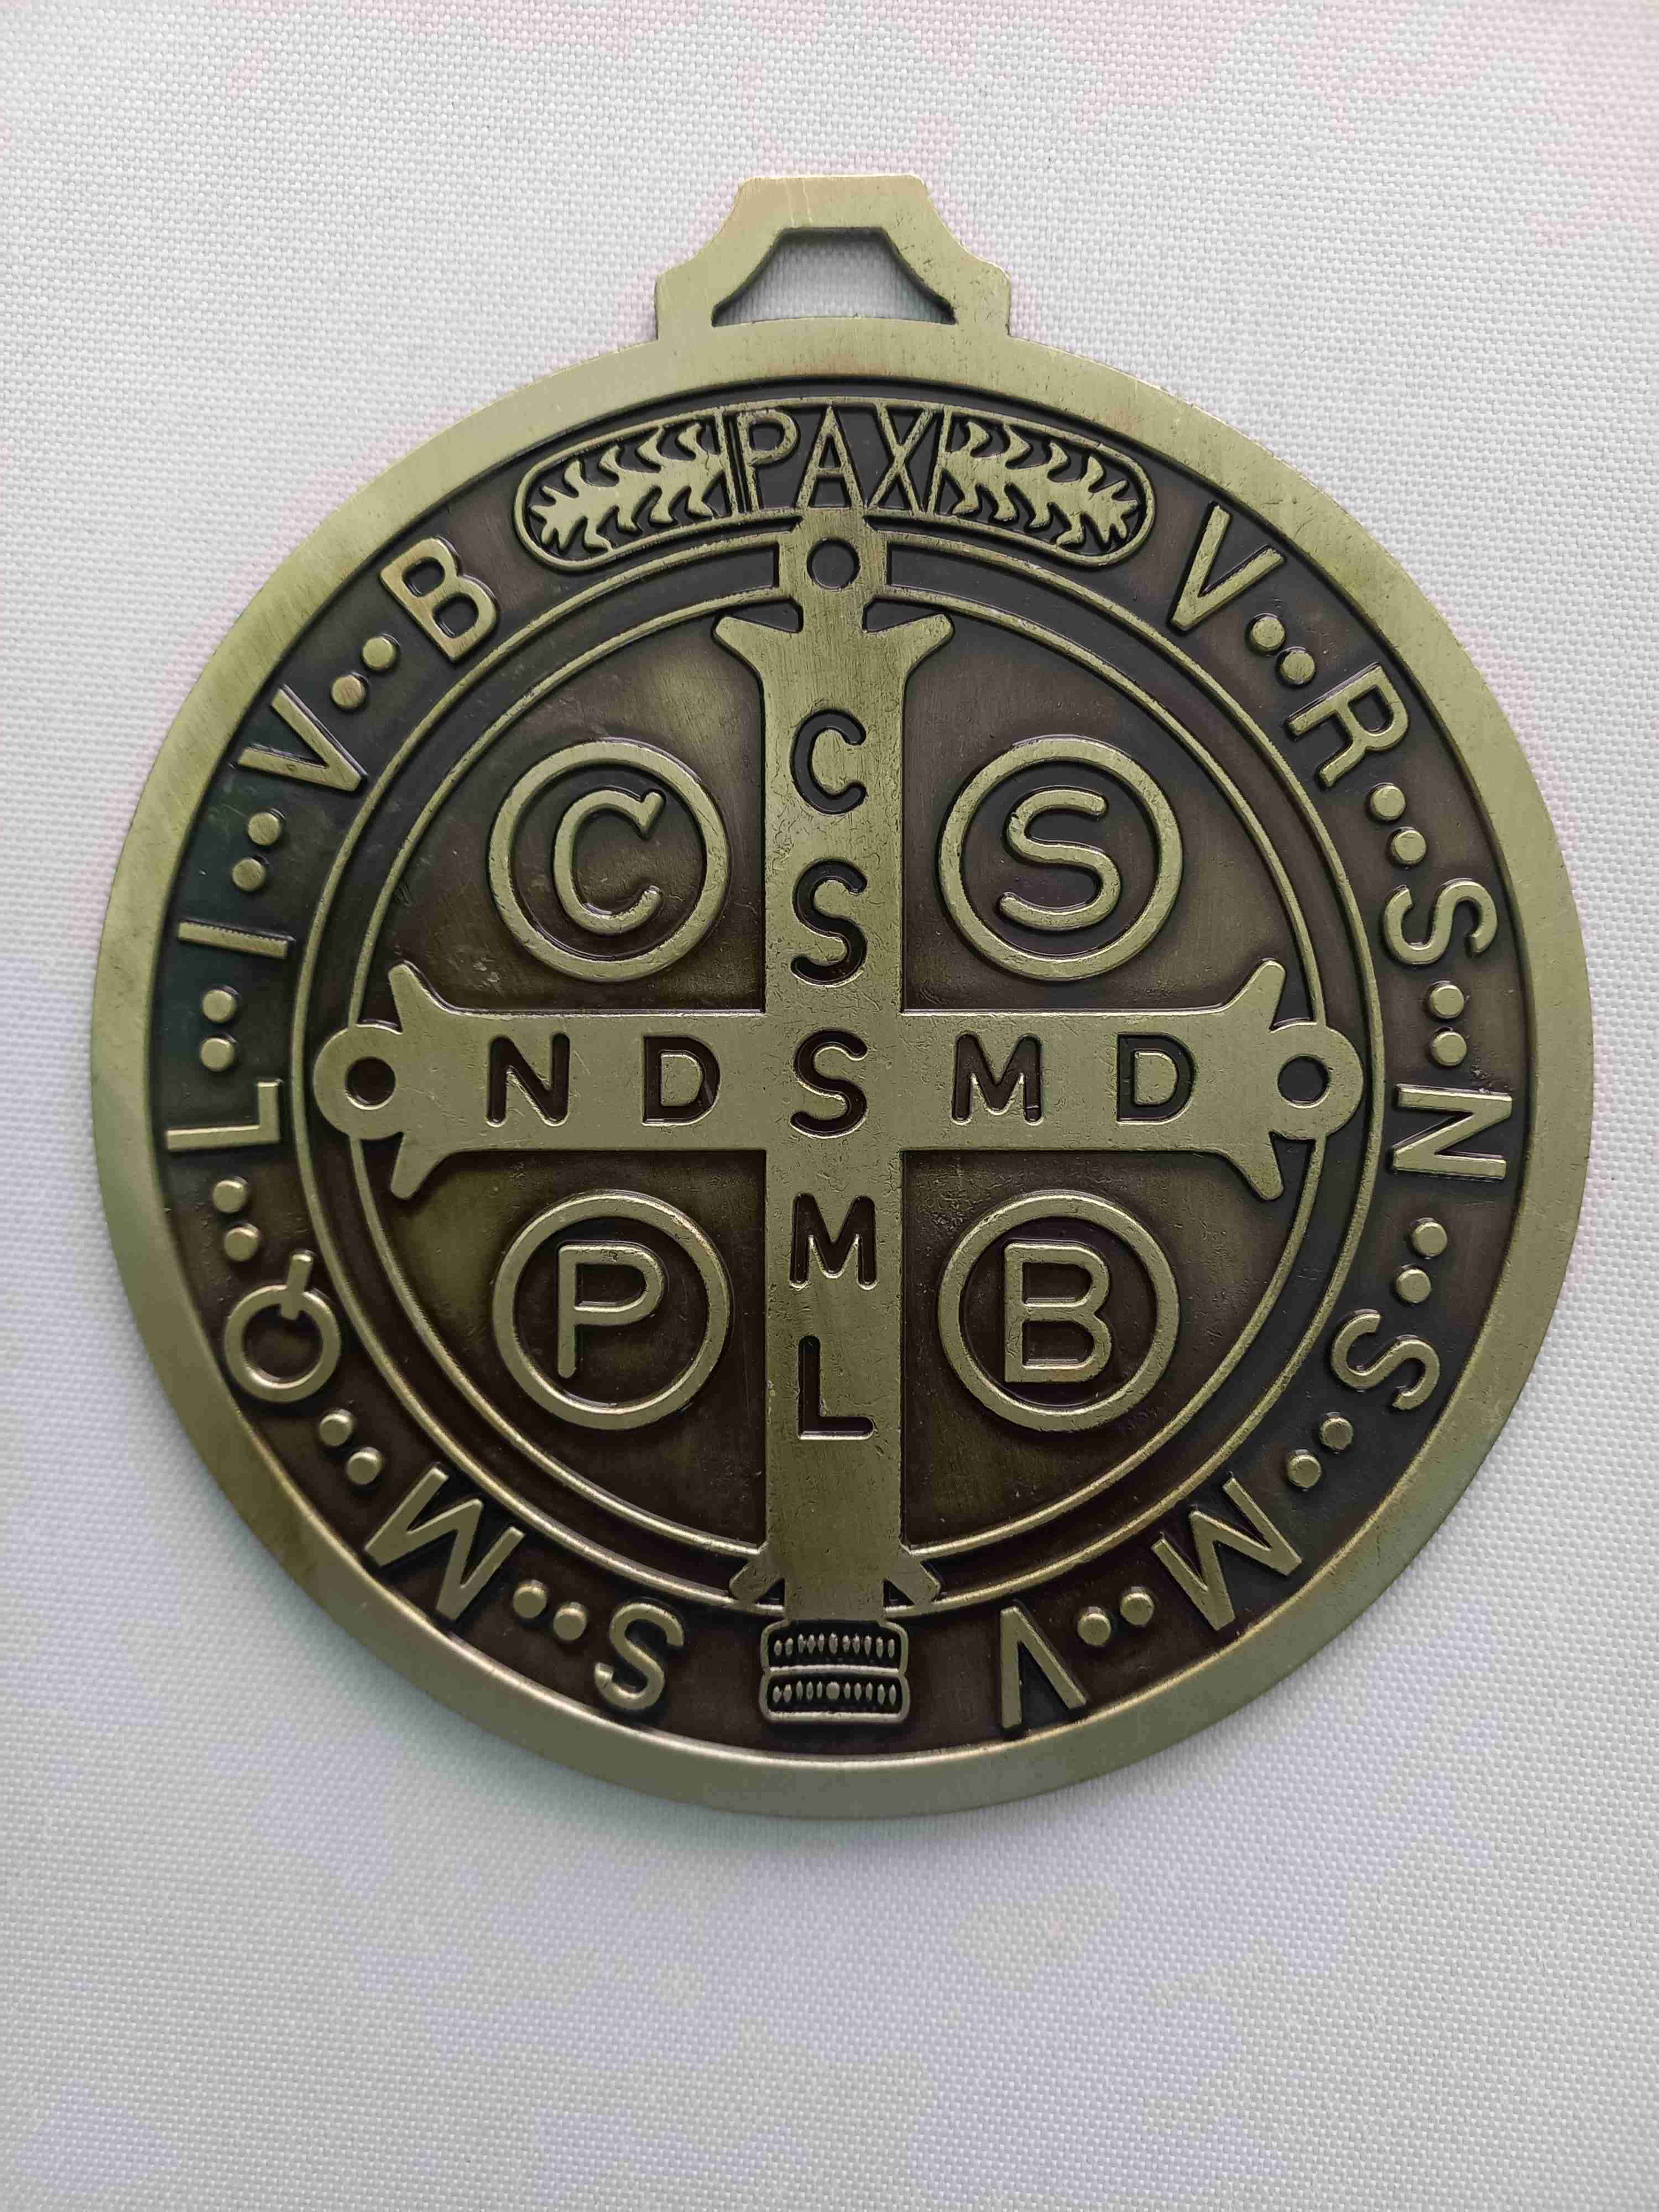 PAX
V··R··S··N··S··M··V
S··M··Q··L··I··V··B
C S
C
S
N D S M D
M
L
P B